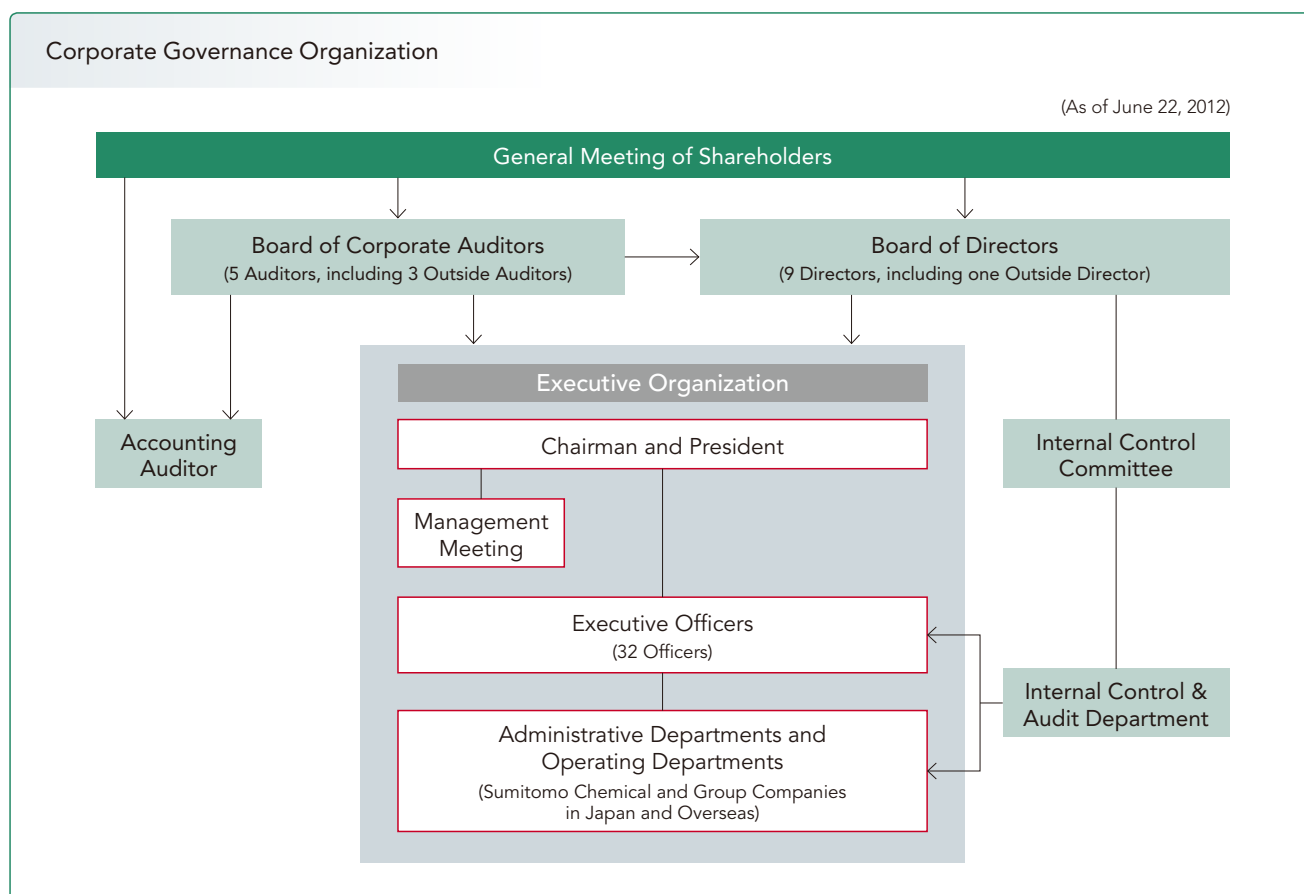 Corporate Governance Organization
(As of June 22, 2012)
General Meeting of Shareholders
Board of Corporate Auditors
(5 Auditors, including 3 Outside Auditors)
Board of Directors
(9 Directors, including one Outside Director)
Executive Organization
Chairman and President
Accounting
Auditor
Internal Control
Committee
Management
Meeting
Executive Officers
(32 Officers)
Internal Control &
Audit Department
Administrative Departments and
Operating Departments
(Sumitomo Chemical and Group Companies
in Japan and Overseas)